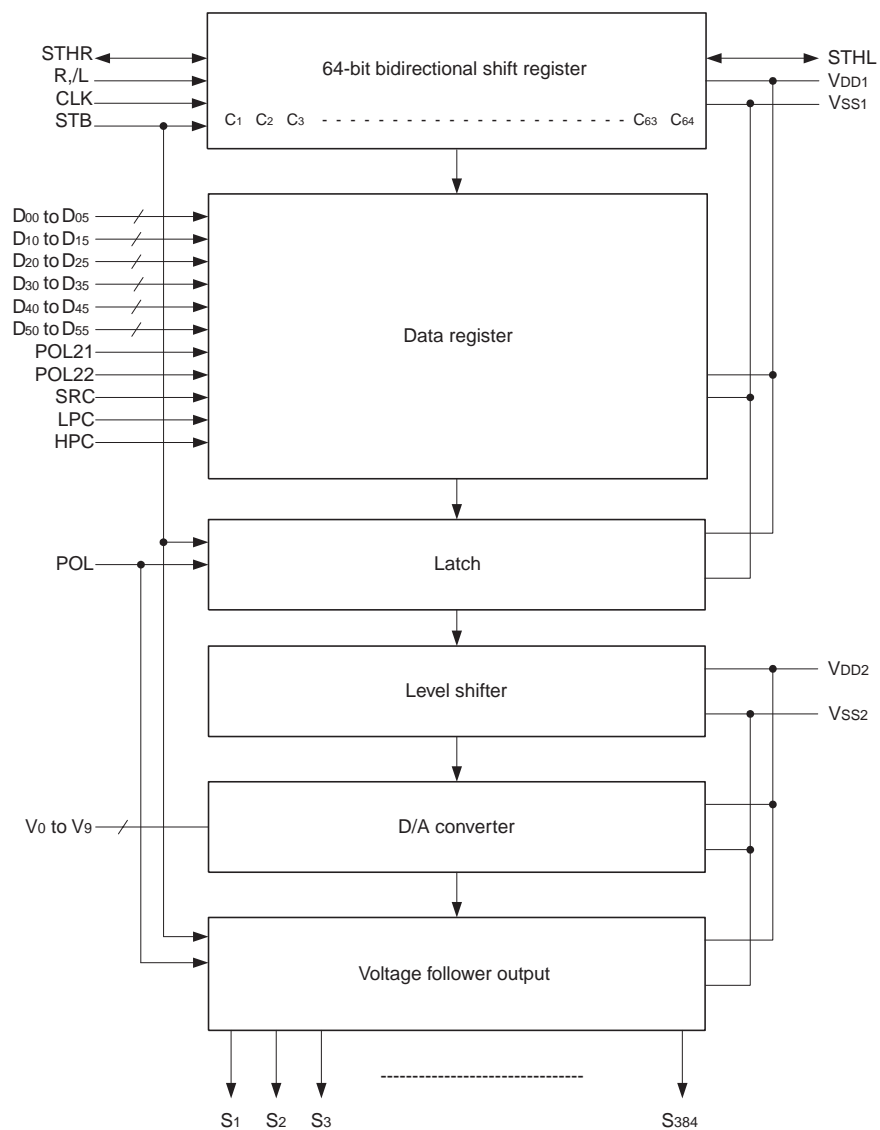 STHR
R,/L
CLK
STB
64-bit bidirectional shift register
C1 C2 C3 - - - - - - - - - - - - - - - - - - - - - - - C63 C64
STHL
VDD1
VSS1
D00 to D05
D10 to D15
D20 to D25
D30 to D35
D40 to D45
D50 to D55
POL21
POL22
SRC
LPC
HPC
Data register
POL
Latch
Level shifter
VDD2
VSS2
V0 to V9
D/A converter
Voltage follower output
S1 S2 S3 S384